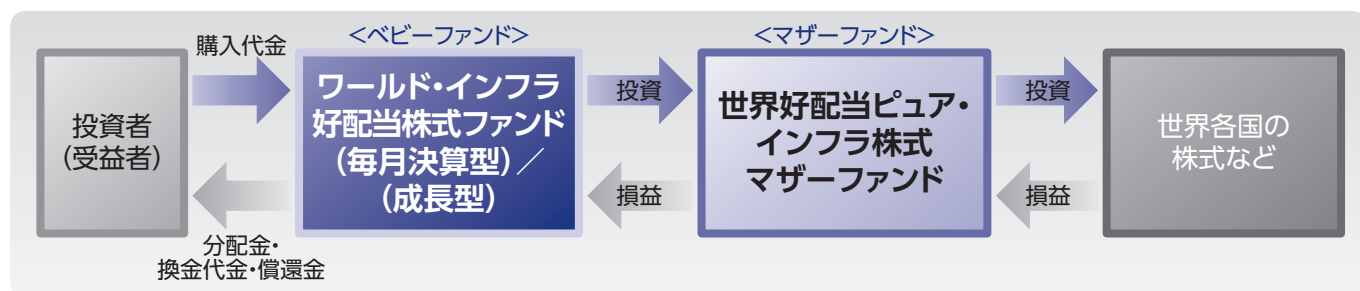 購入代金
<ベビーファンド>
<マザーファンド>
投資者
(受益者)
ワールド・インフラ
好配当株式ファンド
(毎月決算型)/
(成長型)
投資
世界好配当ピュア・
インフラ株式
マザーファンド
投資
世界各国の
株式など
損益
損益
分配金・
換金代金・償還金